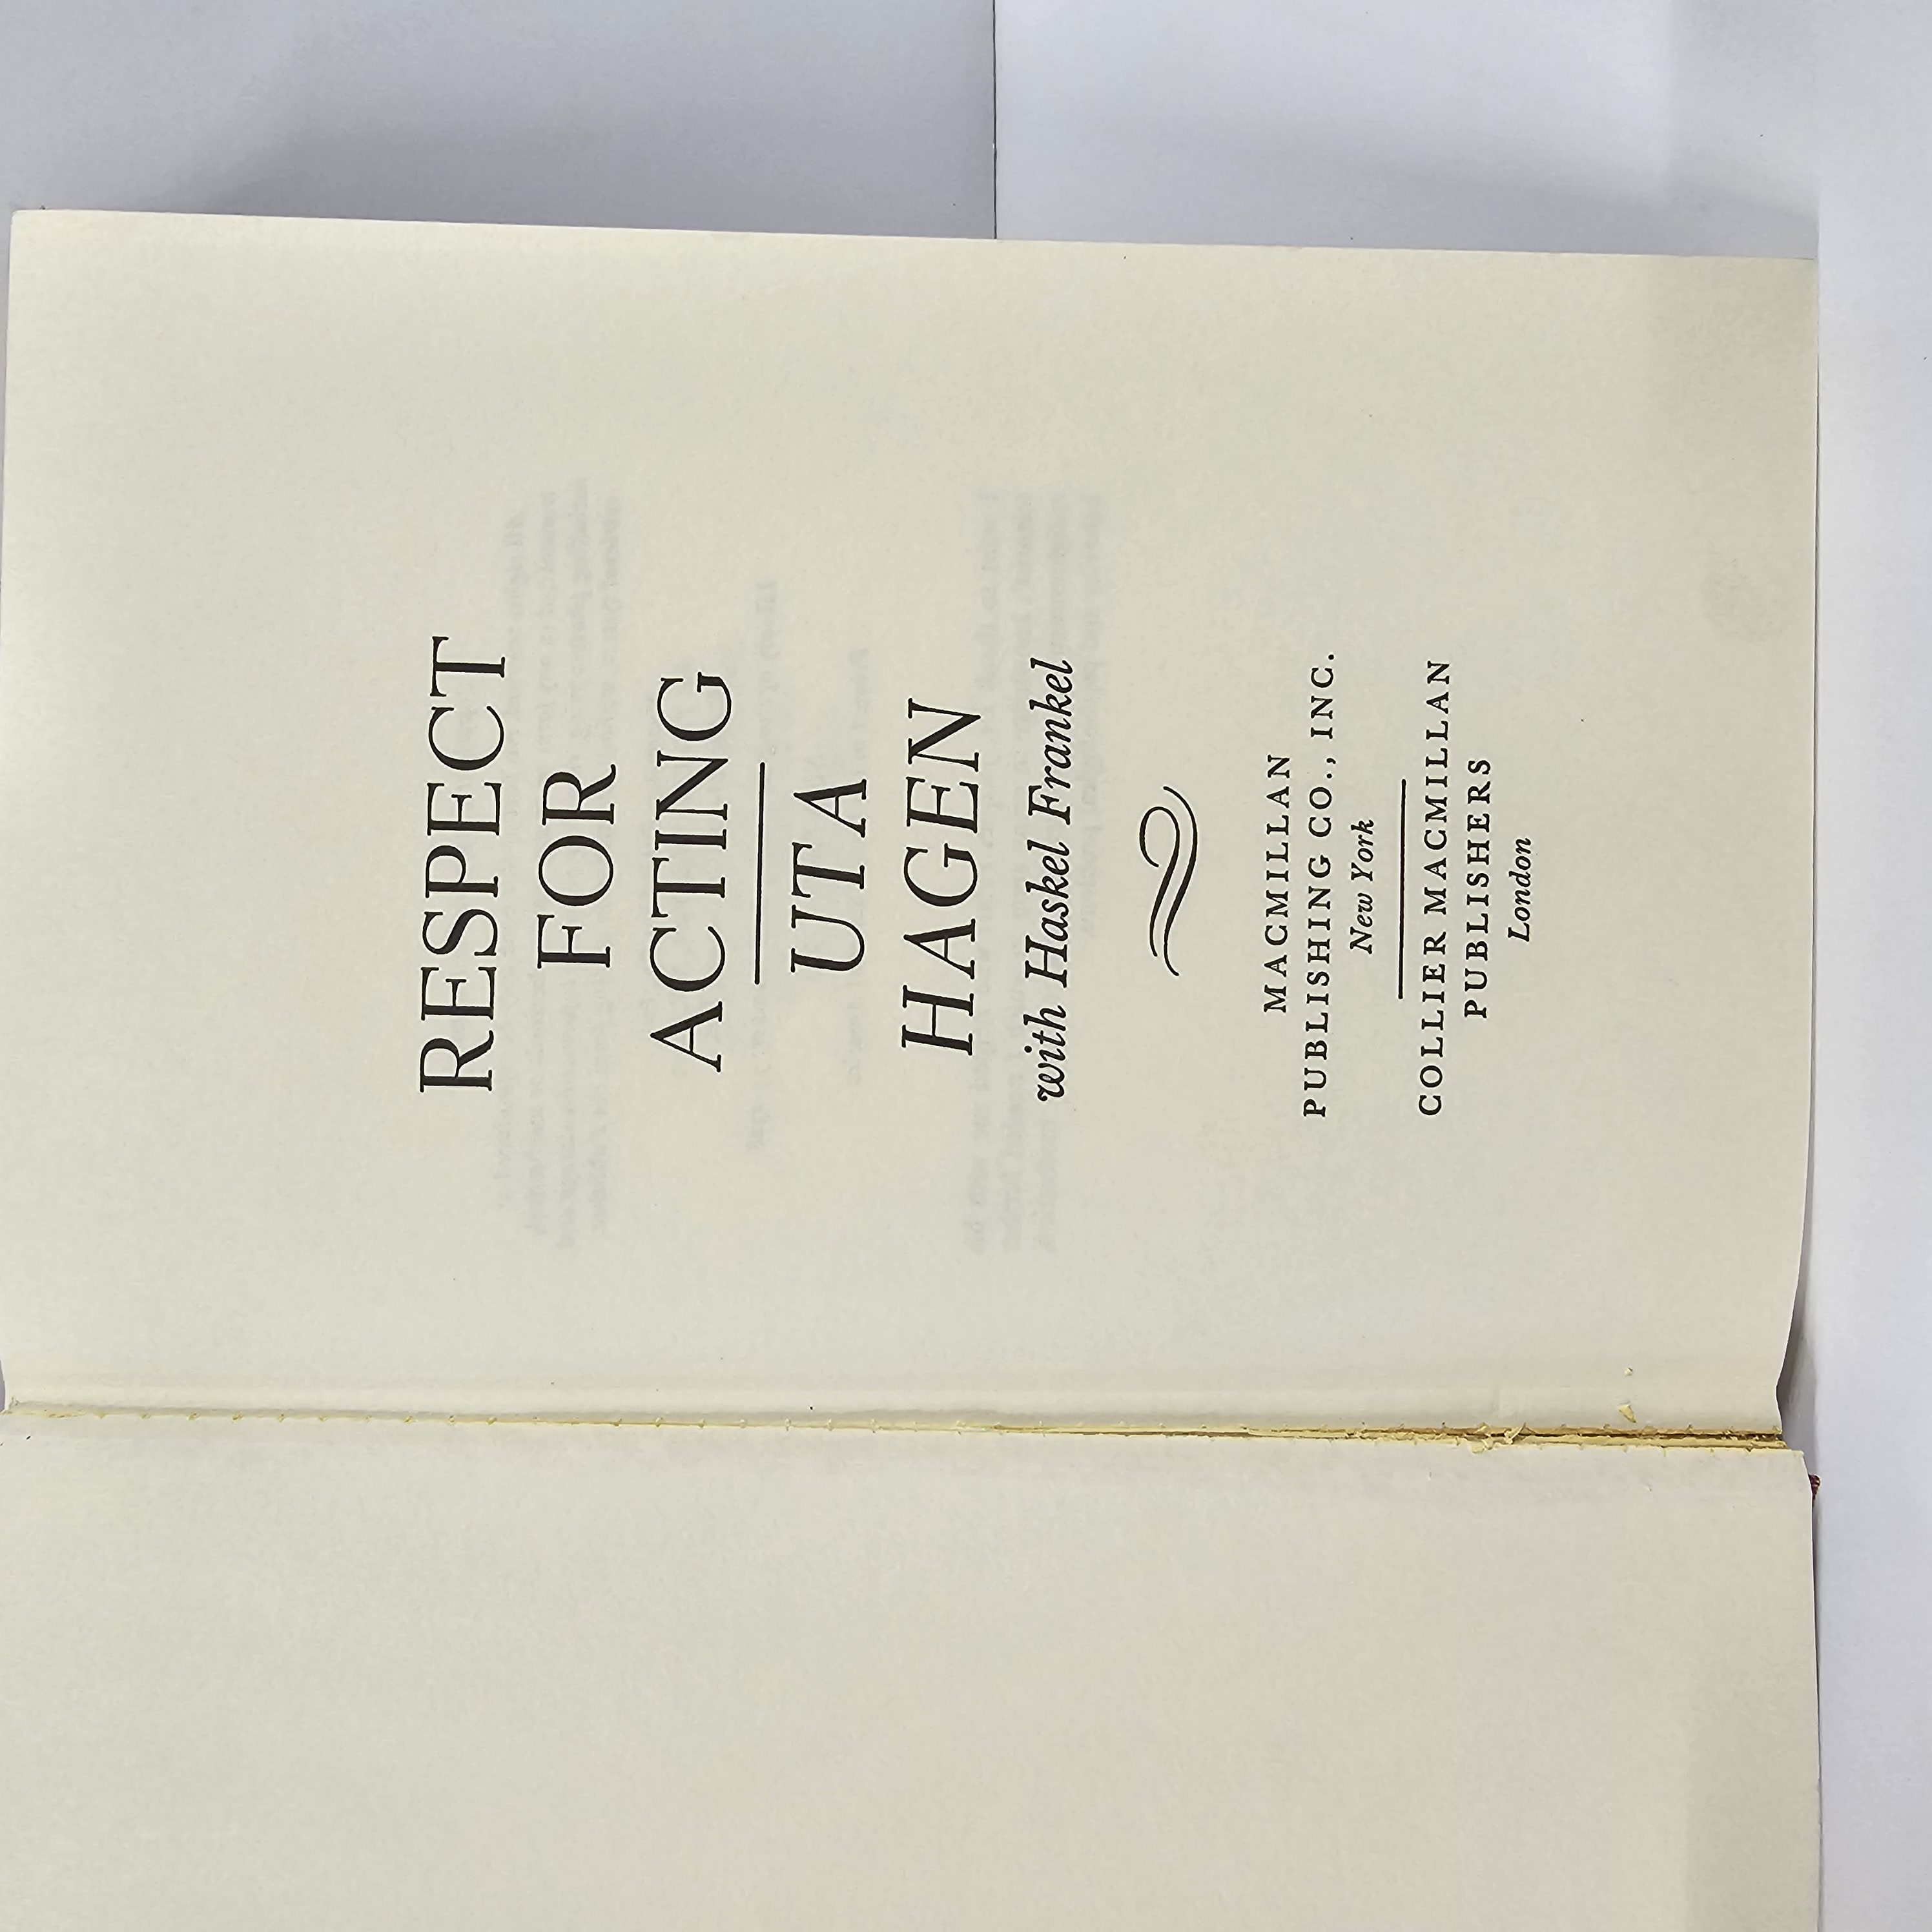 RESPECT
FOR
ACTING
UTA
HAGEN
with Haskel Frankel
MACMILLAN
PUBLISHING CO., INC.
New York
COLLIER MACMILLAN
PUBLISHERS
London